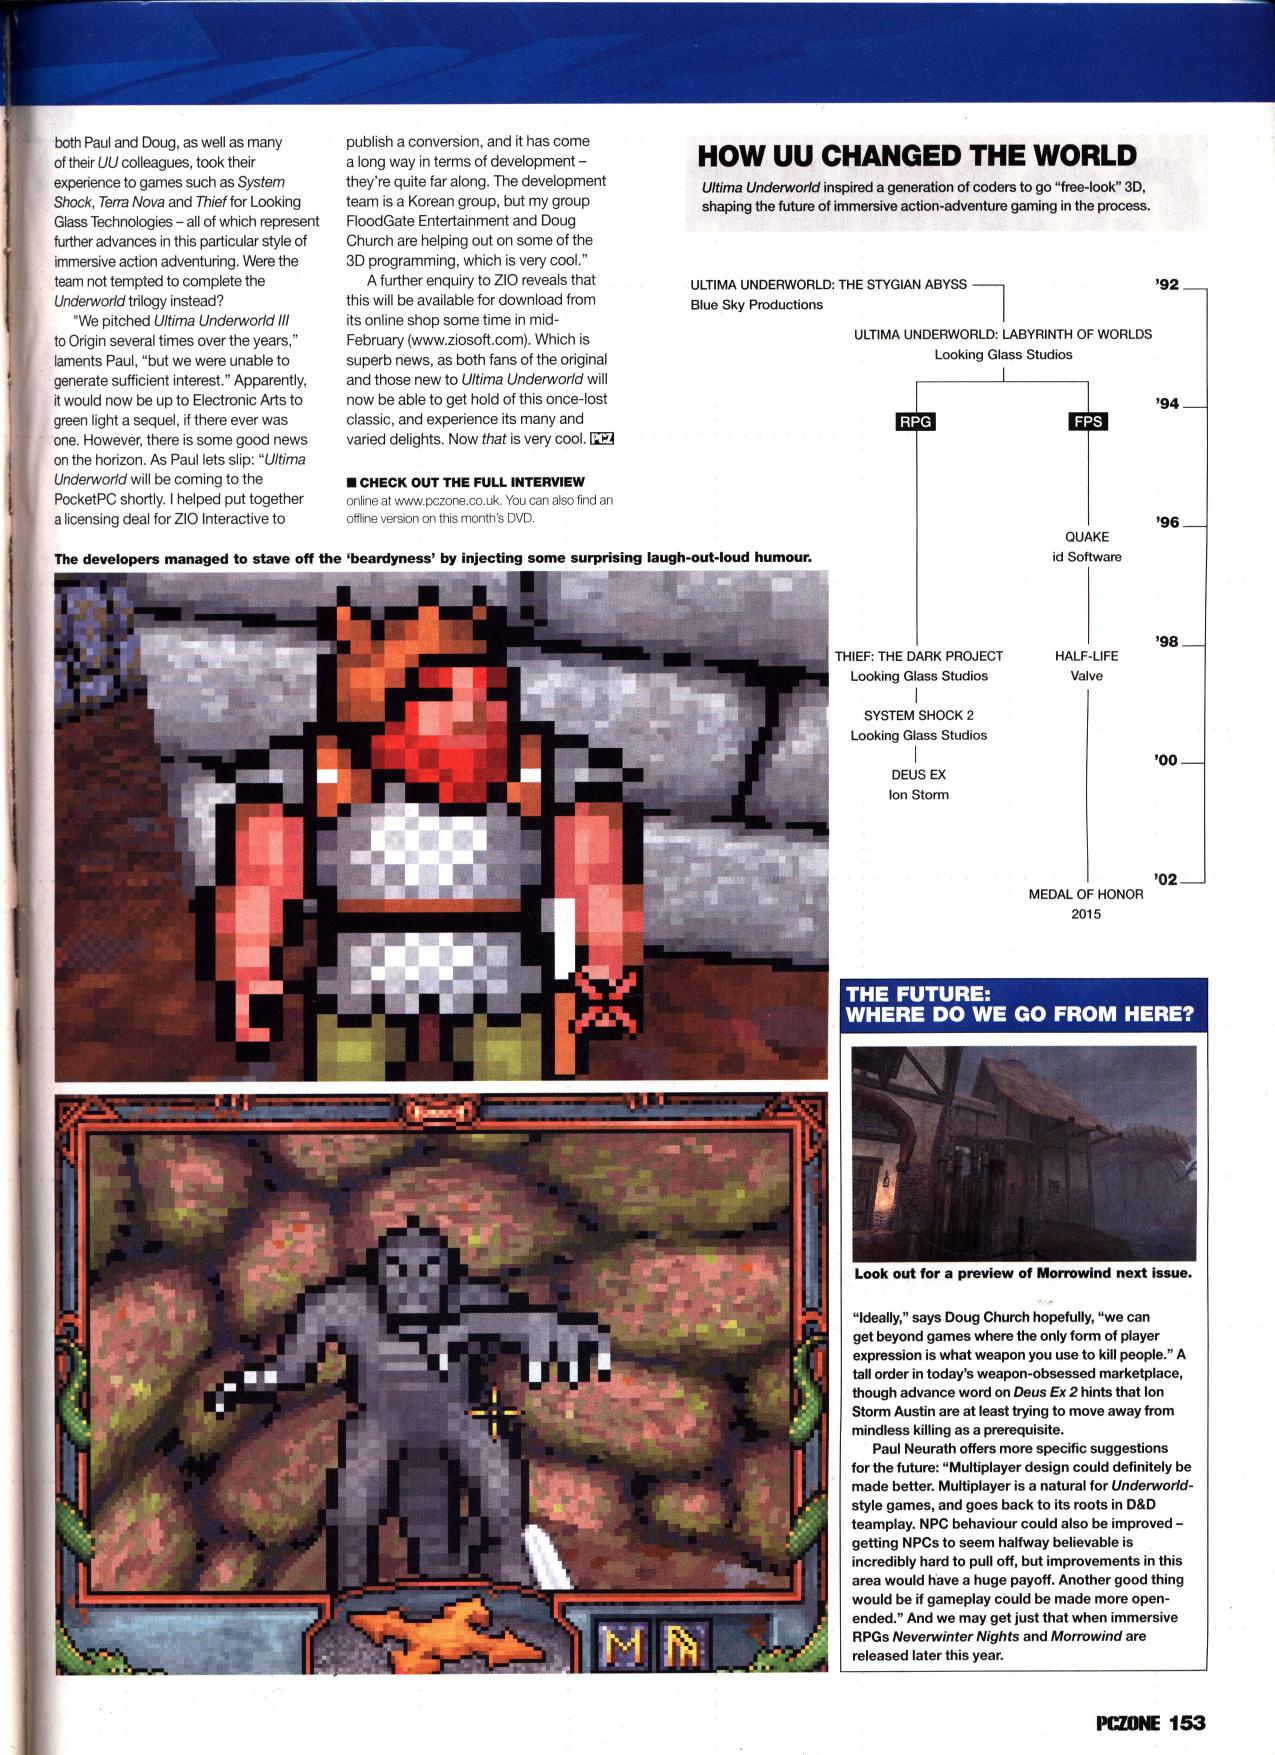 both Paul and Doug, as well as many
of their UU colleagues, took their
experience to games such as System
Shock, Terra Nova and Thief for Looking
Glass Technologies – all of which represent
further advances in this particular style of
immersive action adventuring. Were the
team not tempted to complete the
Underworld trilogy instead?
"We pitched Ultima Underworld III
to Origin several times over the years,"
laments Paul, "but we were unable to
generate sufficient interest." Apparently,
it would now be up to Electronic Arts to
green light a sequel, if there ever was
one. However, there is some good news
on the horizon. As Paul lets slip: "Ultima
Underworld will be coming to the
PocketPC shortly. I helped put together
a licensing deal for ZIO Interactive to
publish a conversion, and it has come
a long way in terms of development –
they're quite far along. The development
team is a Korean group, but my group
FloodGate Entertainment and Doug
Church are helping out on some of the
3D programming, which is very cool."
A further enquiry to ZIO reveals that
this will be available for download from
its online shop some time in mid-
February (www.ziosoft.com). Which is
superb news, as both fans of the original
and those new to Ultima Underworld will
now be able to get hold of this once-lost
classic, and experience its many and
varied delights. Now that is very cool. PCZ
■ CHECK OUT THE FULL INTERVIEW
online at www.pczone.co.uk. You can also find an
offline version on this month's DVD.
The developers managed to stave off the 'beardyness' by injecting some surprising laugh-out-loud humour.
HOW UU CHANGED THE WORLD
Ultima Underworld inspired a generation of coders to go "free-look" 3D,
shaping the future of immersive action-adventure gaming in the process.
ULTIMA UNDERWORLD: THE STYGIAN ABYSS
Blue Sky Productions
'92
ULTIMA UNDERWORLD: LABYRINTH OF WORLDS
Looking Glass Studios
'94
RPG
FPS
'96
QUAKE
id Software
'98
THIEF: THE DARK PROJECT
Looking Glass Studios
HALF-LIFE
Valve
SYSTEM SHOCK 2
Looking Glass Studios
'00
DEUS EX
Ion Storm
'02
MEDAL OF HONOR
2015
THE FUTURE:
WHERE DO WE GO FROM HERE?
Look out for a preview of Morrowind next issue.
"Ideally," says Doug Church hopefully, "we can
get beyond games where the only form of player
expression is what weapon you use to kill people." A
tall order in today's weapon-obsessed marketplace,
though advance word on Deus Ex 2 hints that Ion
Storm Austin are at least trying to move away from
mindless killing as a prerequisite.
Paul Neurath offers more specific suggestions
for the future: "Multiplayer design could definitely be
made better. Multiplayer is a natural for Underworld-
style games, and goes back to its roots in D&D
teamplay. NPC behaviour could also be improved –
getting NPCs to seem halfway believable is
incredibly hard to pull off, but improvements in this
area would have a huge payoff. Another good thing
would be if gameplay could be made more open-
ended." And we may get just that when immersive
RPGs Neverwinter Nights and Morrowind are
released later this year.
PCZONE 153